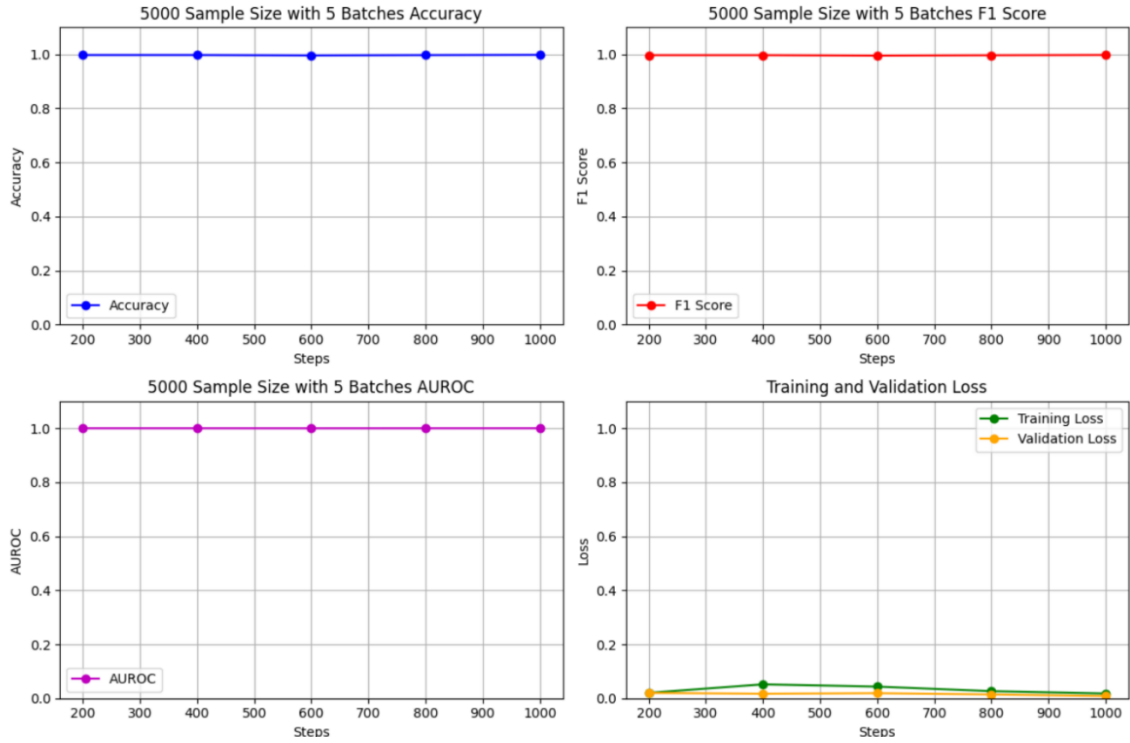 5000 Sample Size with 5 Batches Accuracy
1.0
0.8
0.6
0.4
0.2
0.0
Accuracy
Accuracy
200 300 400 500 600 700 800 900 1000
Steps
5000 Sample Size with 5 Batches F1 Score
1.0
0.8
0.6
0.4
0.2
0.0
F1 Score
F1 Score
200 300 400 500 600 700 800 900 1000
Steps
5000 Sample Size with 5 Batches AUROC
1.0
0.8
0.6
0.4
0.2
0.0
AUROC
AUROC
200 300 400 500 600 700 800 900 1000
Steps
Training and Validation Loss
1.0
0.8
0.6
0.4
0.2
0.0
Loss
Training Loss
Validation Loss
200 300 400 500 600 700 800 900 1000
Steps